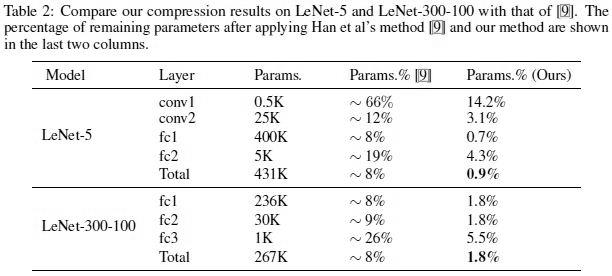 Table 2: Compare our compression results on LeNet-5 and LeNet-300-100 with that of [9]. The
percentage of remaining parameters after applying Han et al's method [9] and our method are shown
in the last two columns.
Model Layer Params. Params.% [9] Params.% (Ours)
conv1 0.5K ∼ 66% 14.2%
conv2 25K ∼ 12% 3.1%
LeNet-5 fc1 400K ∼ 8% 0.7%
fc2 5K ∼ 19% 4.3%
Total 431K ∼ 8% 0.9%
fc1 236K ∼ 8% 1.8%
LeNet-300-100 fc2 30K ∼ 9% 1.8%
fc3 1K ∼ 26% 5.5%
Total 267K ∼ 8% 1.8%